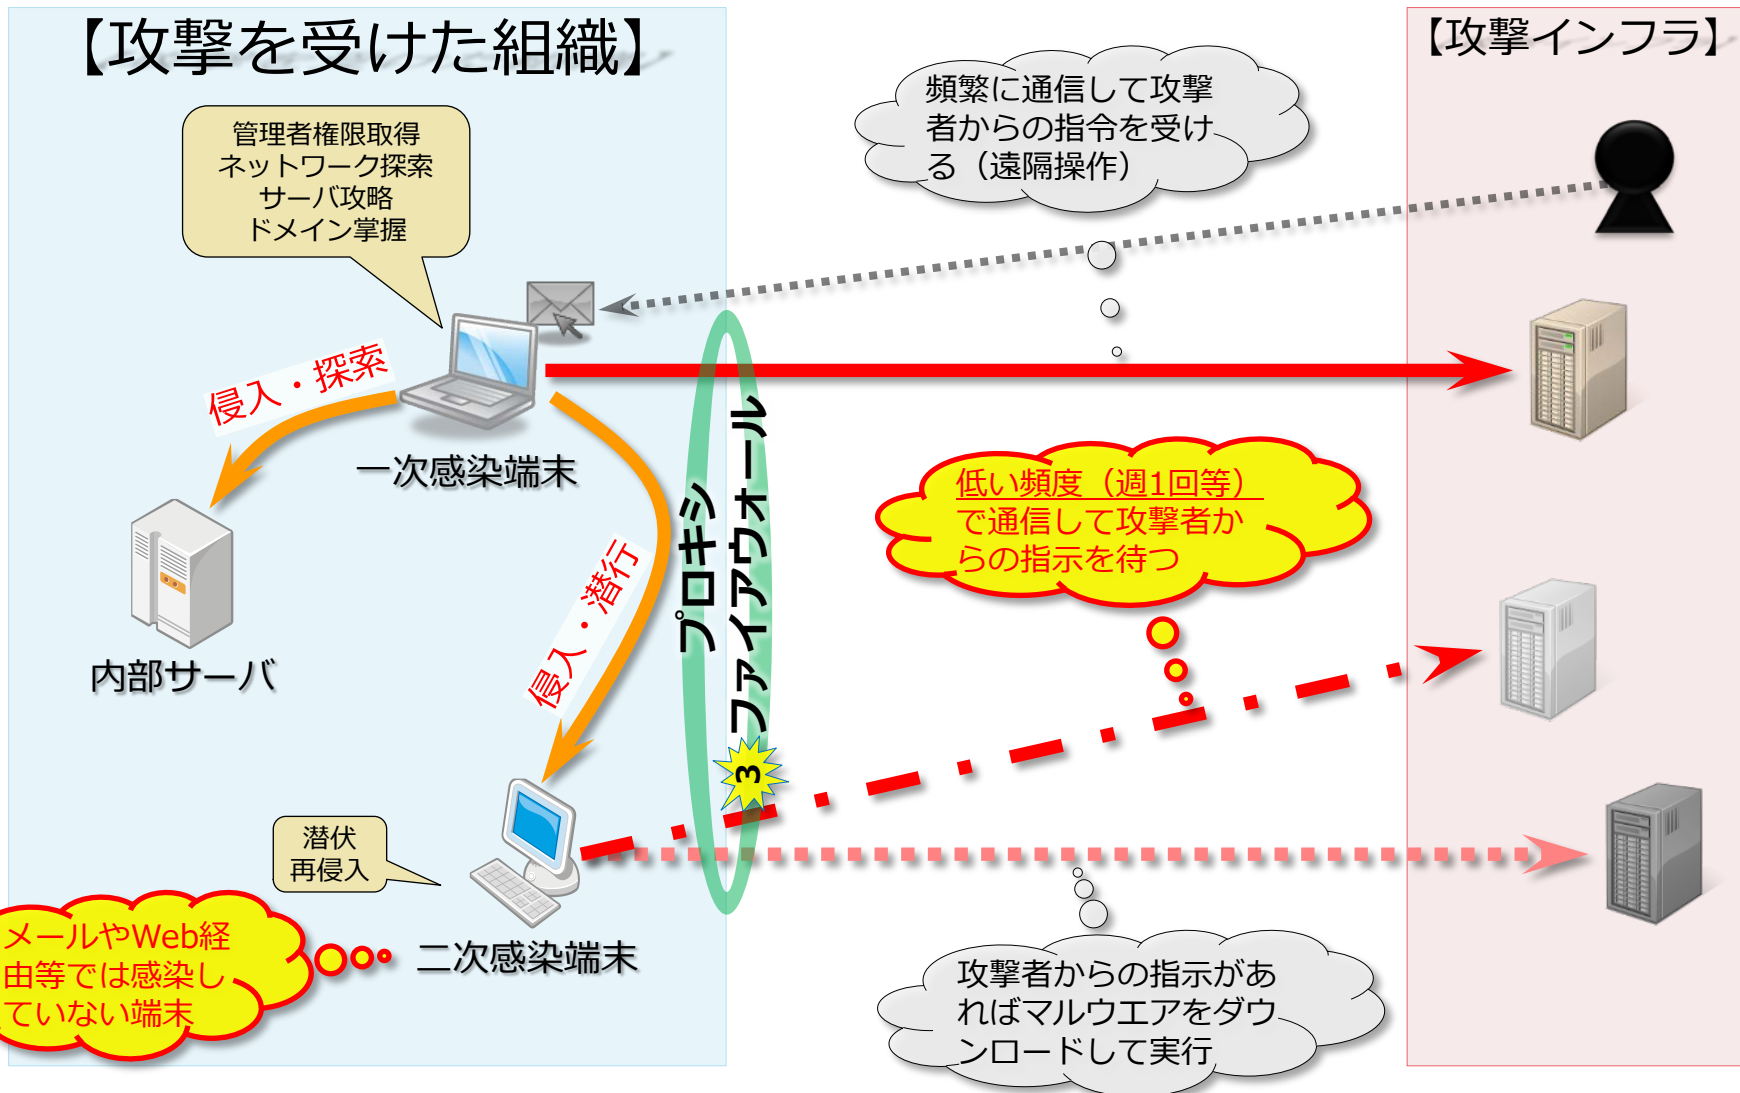 【攻撃を受けた組織】
【攻撃インフラ】
管理者権限取得
ネットワーク探索
サーバ攻略
ドメイン掌握
頻繁に通信して攻撃
者からの指令を受け
る（遠隔操作）
侵入・探索
一次感染端末
プロキシ
ファイアウォール
低い頻度（週1回等）
で通信して攻撃者か
らの指示を待つ
内部サーバ
侵入・潜行
3
潜伏
再侵入
メールやWeb経
由等では感染し
ていない端末
二次感染端末
攻撃者からの指示があ
ればマルウエアをダウ
ンロードして実行